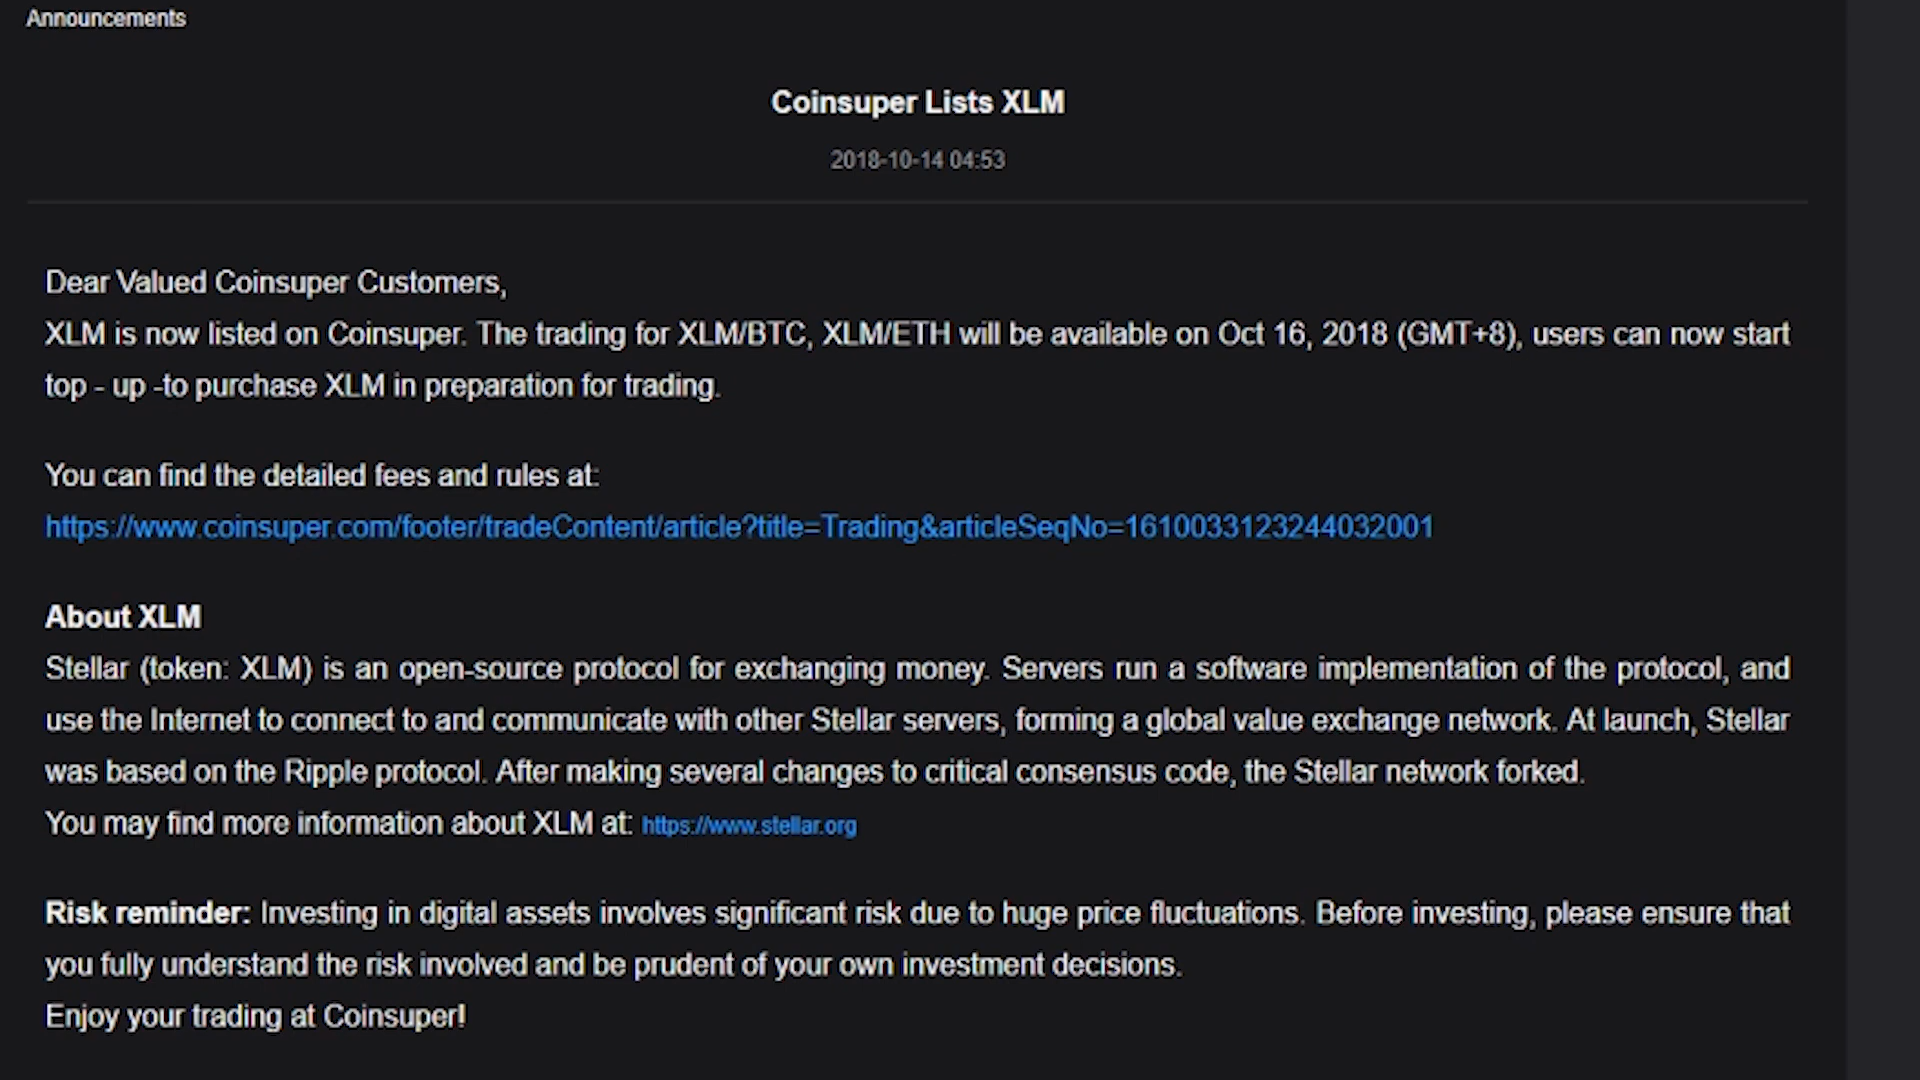 Announcements
Coinsuper Lists XLM
2018-10-14 04:53
Dear Valued Coinsuper Customers,
XLM is now listed on Coinsuper. The trading for XLM/BTC, XLM/ETH will be available on Oct 16, 2018 (GMT+8), users can now start
top - up -to purchase XLM in preparation for trading.
You can find the detailed fees and rules at:
https://www.coinsuper.com/footer/tradeContent/article?title=Trading&articleSeqNo=1610033123244032001
About XLM
Stellar (token: XLM) is an open-source protocol for exchanging money. Servers run a software implementation of the protocol, and
use the Internet to connect to and communicate with other Stellar servers, forming a global value exchange network. At launch, Stellar
was based on the Ripple protocol. After making several changes to critical consensus code, the Stellar network forked.
You may find more information about XLM at: https://www.stellar.org
Risk reminder: Investing in digital assets involves significant risk due to huge price fluctuations. Before investing, please ensure that
you fully understand the risk involved and be prudent of your own investment decisions.
Enjoy your trading at Coinsuper!